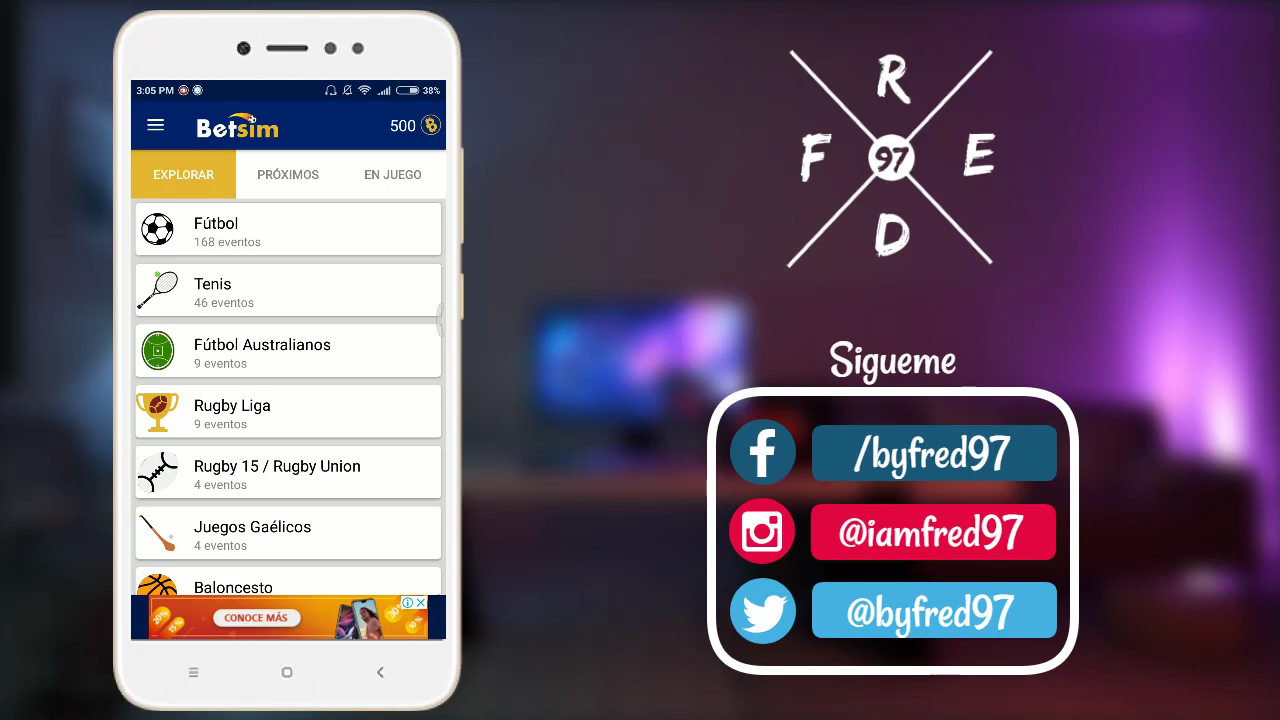 3:05 PM
38%
Betsim
500
EXPLORAR
PRÓXIMOS
EN JUEGO
Fútbol
168 eventos
Tenis
46 eventos
Fútbol Australianos
9 eventos
Rugby Liga
9 eventos
Rugby 15 / Rugby Union
4 eventos
Juegos Gaélicos
4 eventos
Baloncesto
CONOCE MÁS
F R E D
97
Sigueme
/byfred97
@iamfred97
@byfred97